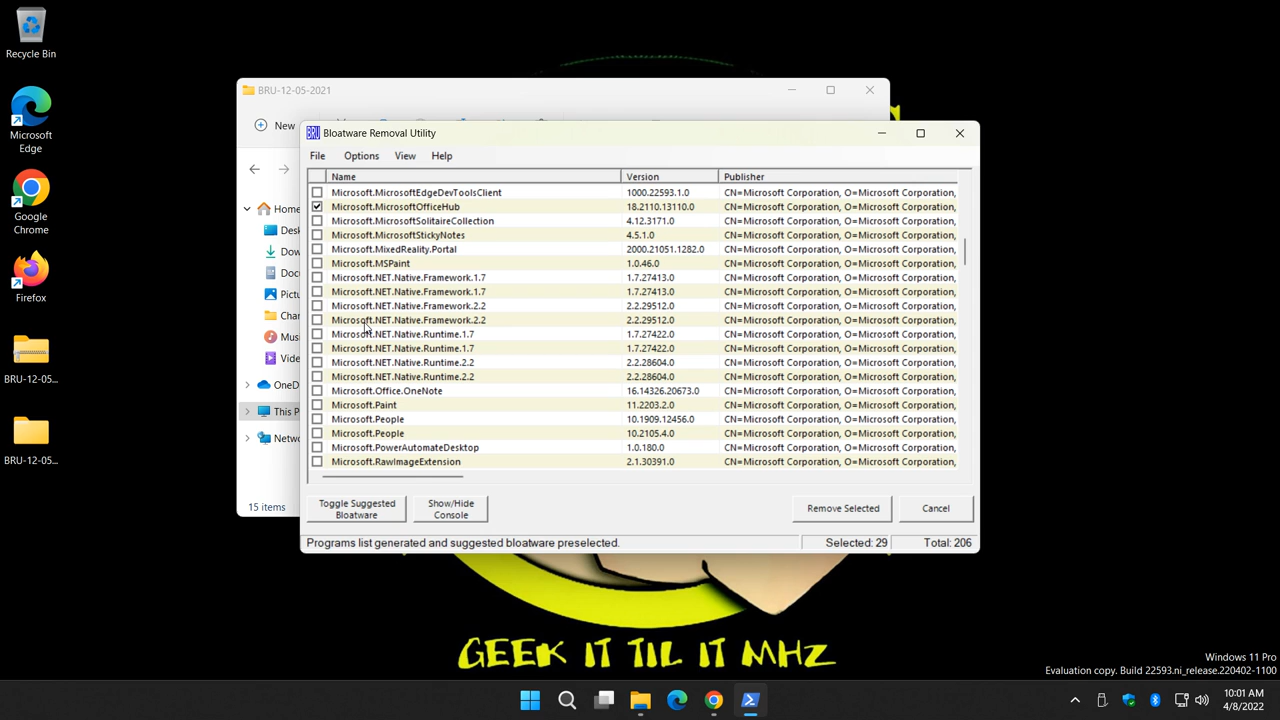 Recycle Bin
Microsoft
Edge
Google
Chrome
Firefox
BRU-12-05...
BRU-12-05...
BRU-12-05-2021
New
Home
Desk
Dow
Docu
Pictu
Char
Musi
Video
OneD
This P
Netwo
15 items
BRU Bloatware Removal Utility
File Options View Help
Name Version Publisher
Microsoft.MicrosoftEdgeDevToolsClient 1000.22593.1.0 CN=Microsoft Corporation, O=Microsoft Corporation,
Microsoft.MicrosoftOfficeHub 18.2110.13110.0 CN=Microsoft Corporation, O=Microsoft Corporation,
Microsoft.MicrosoftSolitaireCollection 4.12.3171.0 CN=Microsoft Corporation, O=Microsoft Corporation,
Microsoft.MicrosoftStickyNotes 4.5.1.0 CN=Microsoft Corporation, O=Microsoft Corporation,
Microsoft.MixedReality.Portal 2000.21051.1282.0 CN=Microsoft Corporation, O=Microsoft Corporation,
Microsoft.MSPaint 1.0.46.0 CN=Microsoft Corporation, O=Microsoft Corporation,
Microsoft.NET.Native.Framework.1.7 1.7.27413.0 CN=Microsoft Corporation, O=Microsoft Corporation,
Microsoft.NET.Native.Framework.1.7 1.7.27413.0 CN=Microsoft Corporation, O=Microsoft Corporation,
Microsoft.NET.Native.Framework.2.2 2.2.29512.0 CN=Microsoft Corporation, O=Microsoft Corporation,
Microsoft.NET.Native.Framework.2.2 2.2.29512.0 CN=Microsoft Corporation, O=Microsoft Corporation,
Microsoft.NET.Native.Runtime.1.7 1.7.27422.0 CN=Microsoft Corporation, O=Microsoft Corporation,
Microsoft.NET.Native.Runtime.1.7 1.7.27422.0 CN=Microsoft Corporation, O=Microsoft Corporation,
Microsoft.NET.Native.Runtime.2.2 2.2.28604.0 CN=Microsoft Corporation, O=Microsoft Corporation,
Microsoft.NET.Native.Runtime.2.2 2.2.28604.0 CN=Microsoft Corporation, O=Microsoft Corporation,
Microsoft.Office.OneNote 16.14326.20673.0 CN=Microsoft Corporation, O=Microsoft Corporation,
Microsoft.Paint 11.2203.2.0 CN=Microsoft Corporation, O=Microsoft Corporation,
Microsoft.People 10.1909.12456.0 CN=Microsoft Corporation, O=Microsoft Corporation,
Microsoft.People 10.2105.4.0 CN=Microsoft Corporation, O=Microsoft Corporation,
Microsoft.PowerAutomateDesktop 1.0.180.0 CN=Microsoft Corporation, O=Microsoft Corporation,
Microsoft.RawImageExtension 2.1.30391.0 CN=Microsoft Corporation, O=Microsoft Corporation,
Toggle Suggested
Bloatware
Show/Hide
Console
Remove Selected
Cancel
Programs list generated and suggested bloatware preselected. Selected: 29 Total: 206
GEEK IT TIL IT MHZ
Windows 11 Pro
Evaluation copy. Build 22593.ni_release.220402-1100
10:01 AM
4/8/2022